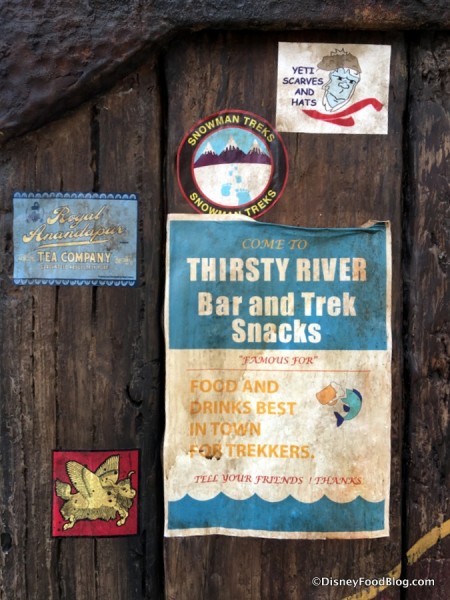 YETI
SCARVES
AND
HATS
SNOWMAN TREKS
SNOWMAN TREKS
Royal
Anandapur
TEA COMPANY
COME TO
THIRSTY RIVER
Bar and Trek
Snacks
"FAMOUS FOR"
FOOD AND
DRINKS BEST
IN TOWN
FOR TREKKERS.
TELL YOUR FRIENDS ! THANKS
©DisneyFoodBlog.com